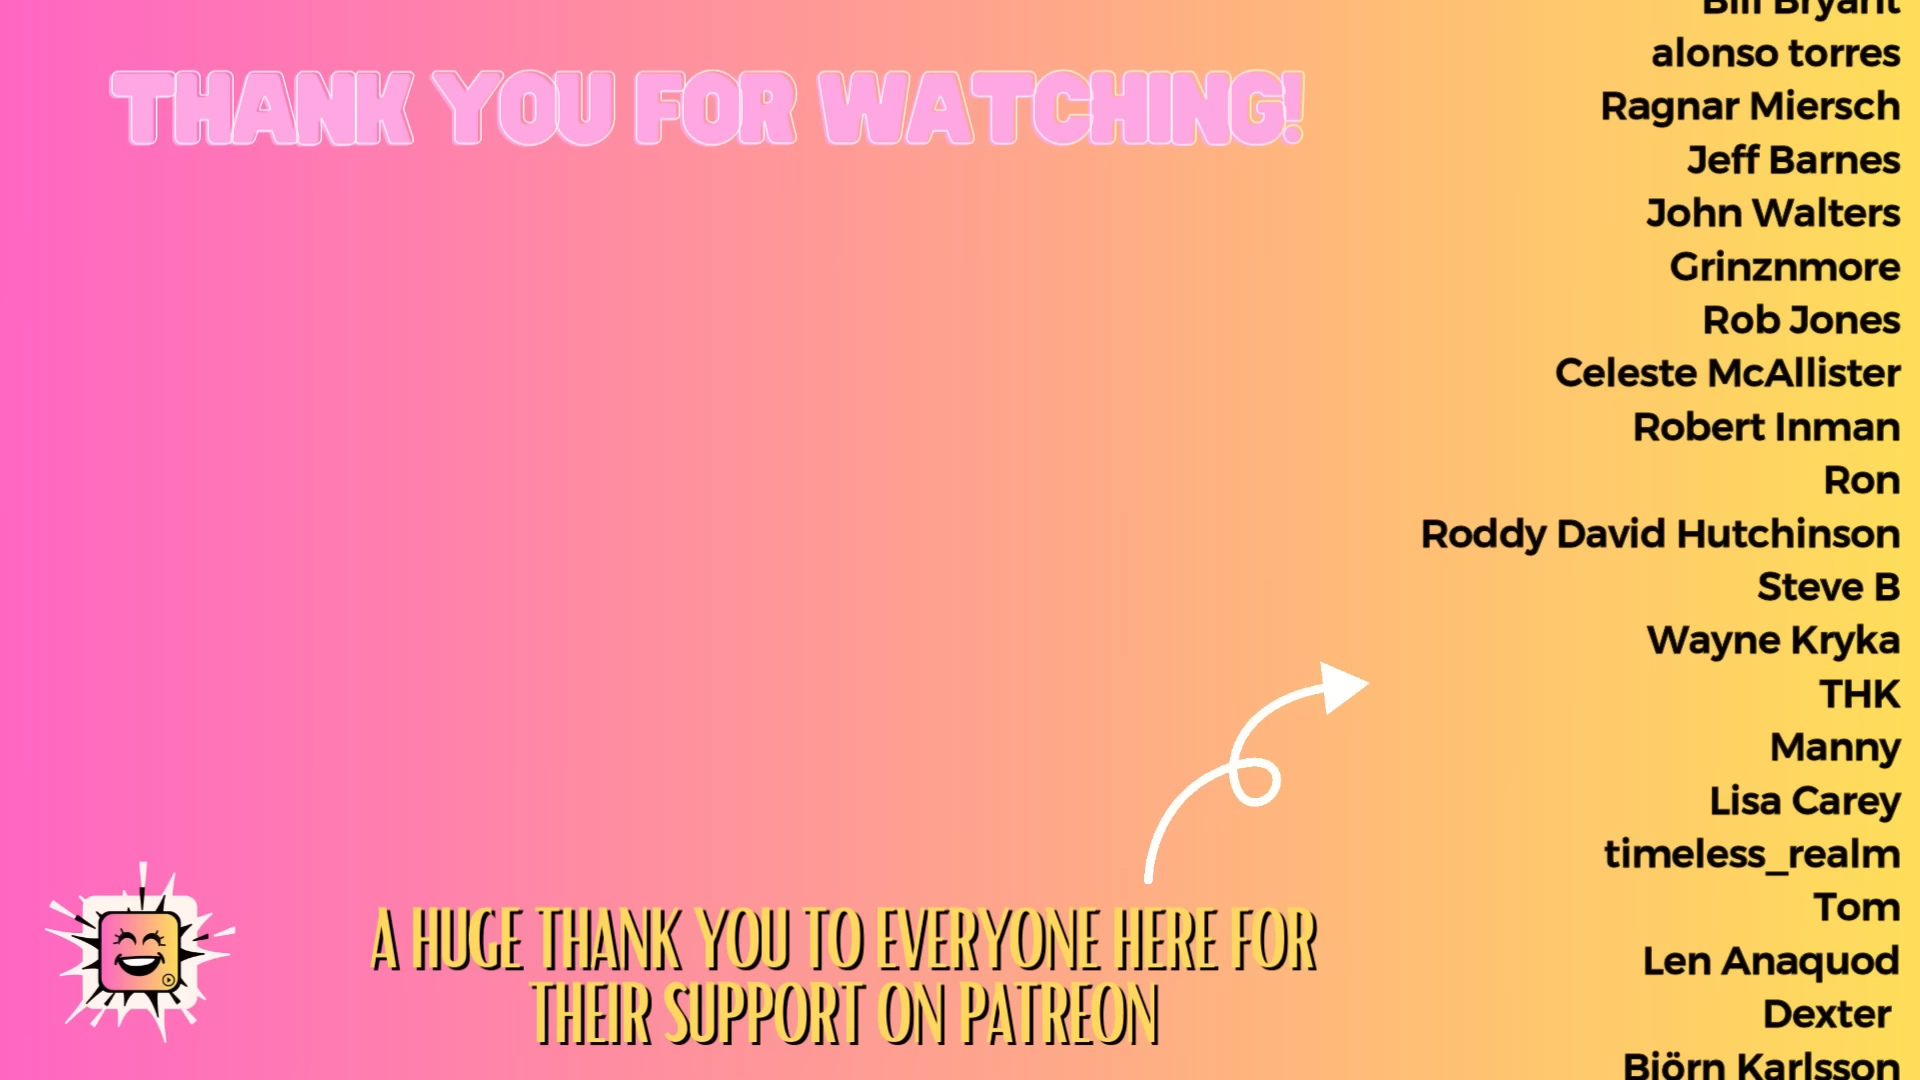 THANK YOU FOR WATCHING!
Bill Bryant
alonso torres
Ragnar Miersch
Jeff Barnes
John Walters
Grinznmore
Rob Jones
Celeste McAllister
Robert Inman
Ron
Roddy David Hutchinson
Steve B
Wayne Kryka
THK
Manny
Lisa Carey
timeless_realm
Tom
Len Anaquod
Dexter
Björn Karlsson
A HUGE THANK YOU TO EVERYONE HERE FOR
THEIR SUPPORT ON PATREON